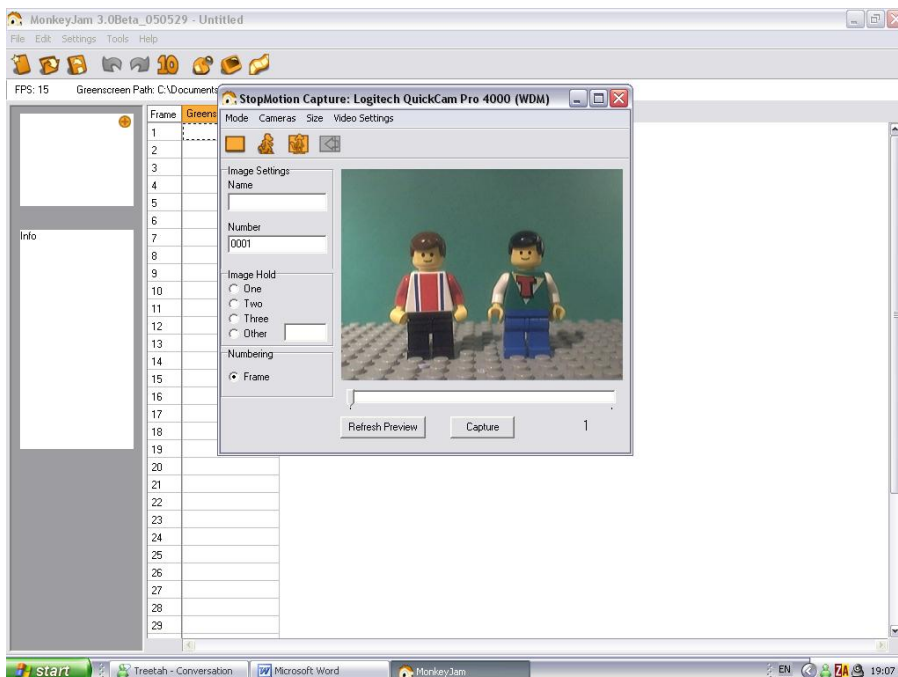 MonkeyJam 3.0Beta_050529 - Untitled
File Edit Settings Tools Help
10
FPS: 15 Greenscreen Path: C:\Documents
Frame Greens
Info
1
2
3
4
5
6
7
8
9
10
11
12
13
14
15
16
17
18
19
20
21
22
23
24
25
26
27
28
29
StopMotion Capture: Logitech QuickCam Pro 4000 (WDM)
Mode Cameras Size Video Settings
Image Settings
Name
Number
0001
Image Hold
One
Two
Three
Other
Numbering
Frame
T
Refresh Preview Capture 1
start Treetah - Conversation Microsoft Word MonkeyJam EN ZA 19:07